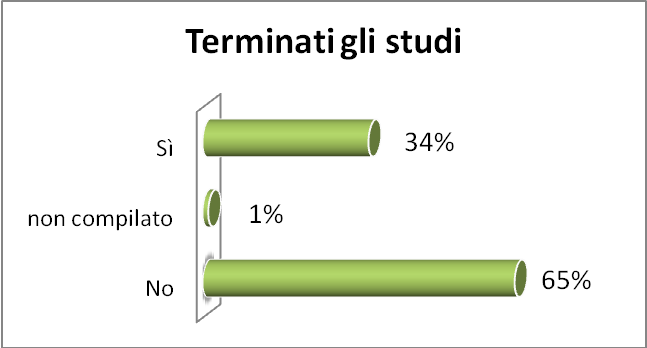 Terminati gli studi
Sì 34%
non compilato 1%
No 65%